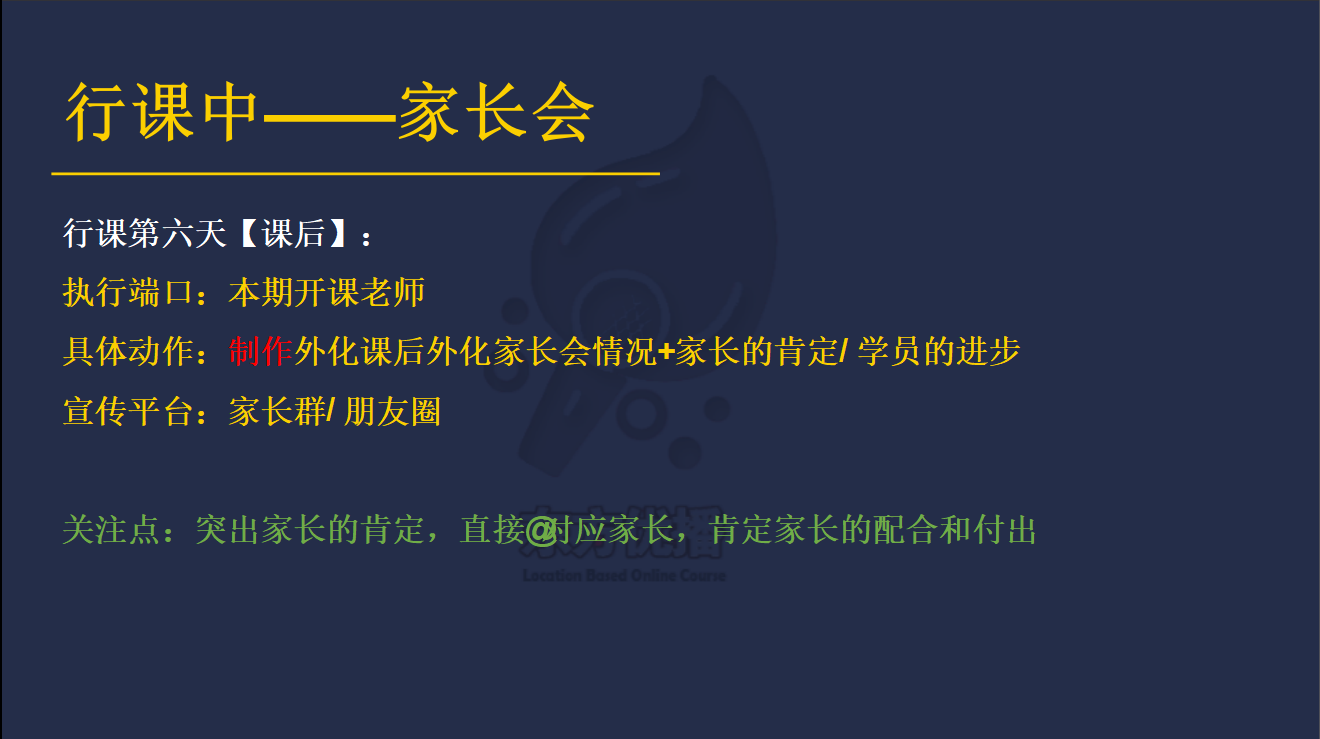 行课中——家长会
行课第六天【课后】：
执行端口：本期开课老师
具体动作：制作外化课后外化家长会情况+家长的肯定/ 学员的进步
宣传平台：家长群/ 朋友圈
关注点：突出家长的肯定，直接@对应家长，肯定家长的配合和付出
Location Based Online Course